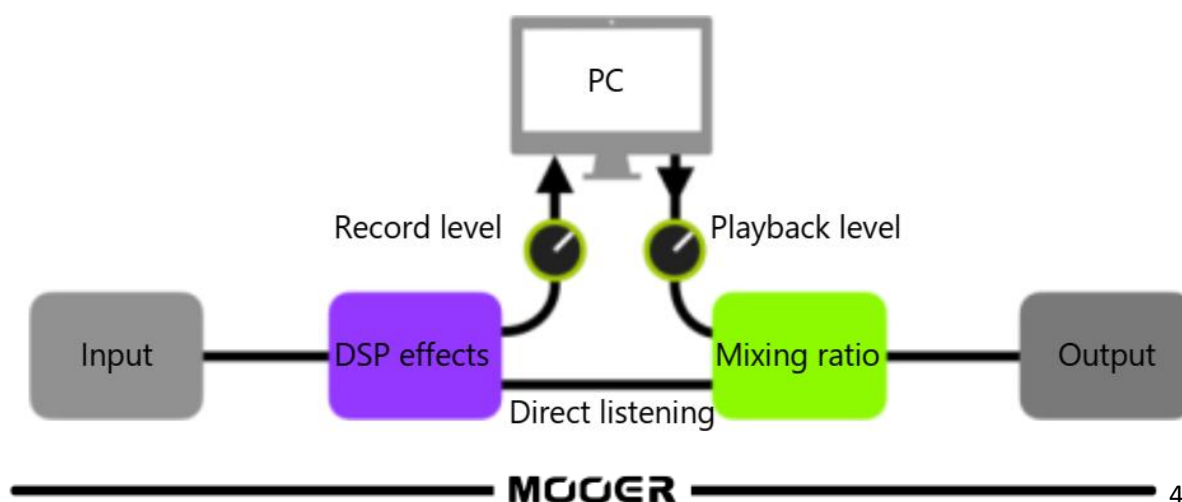 PC
Record level
Playback level
Input
DSP effects
Mixing ratio
Output
Direct listening
MOOER
4